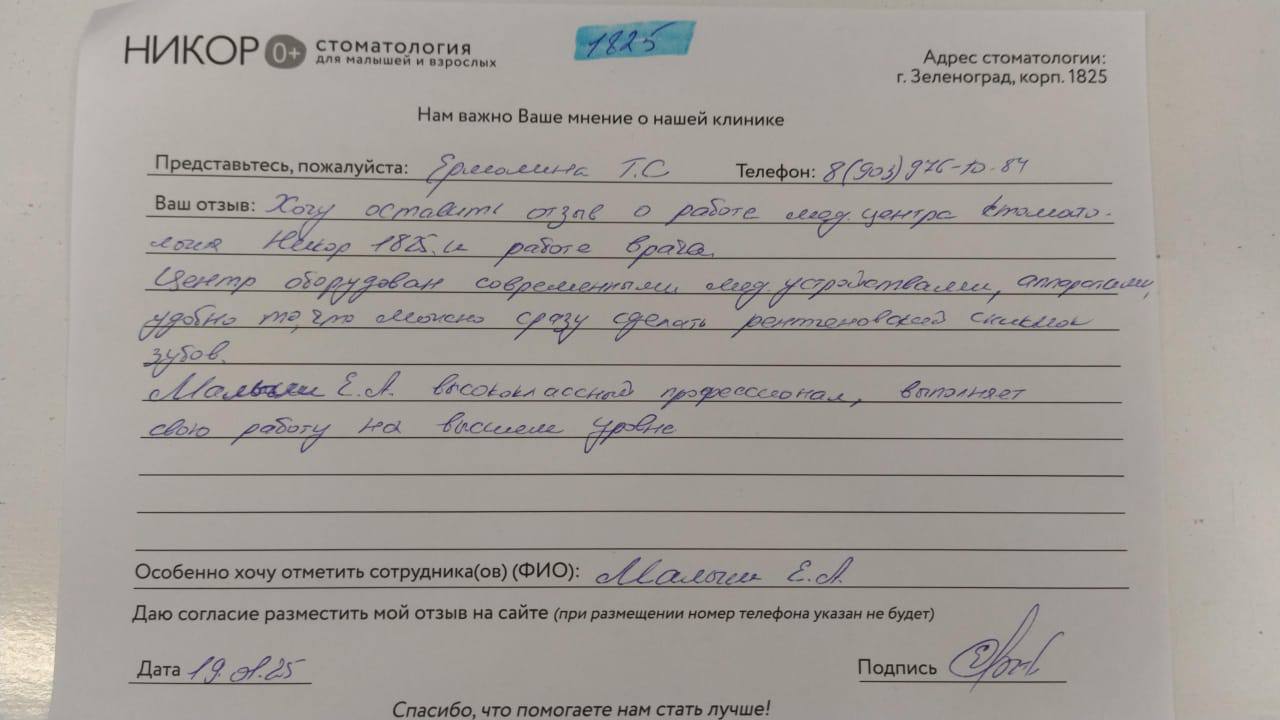 НИКОР 0+ стоматология
для малышей и взрослых
1825
Адрес стоматологии:
г. Зеленоград, корп. 1825
Нам важно Ваше мнение о нашей клинике
Представьтесь, пожалуйста: Ермолина Т.С Телефон: 8(903)976-10-84
Ваш отзыв: Хочу оставить отзыв о работе мед.центра Стомато-
логия Никор 1825.и работе врача.
Центр оборудован современными мед.устройствами, аппаратами,
удобно то, что можно сразу сделать рентгеновский снимок
зубов.
Малыш Е.А. высококлассный профессионал, выполняет
свою работу на высшем уровне
Особенно хочу отметить сотрудника(ов) (ФИО): Малыш Е.А.
Даю согласие разместить мой отзыв на сайте (при размещении номер телефона указан не будет)
Дата 19.01.25 Подпись
Спасибо, что помогаете нам стать лучше!